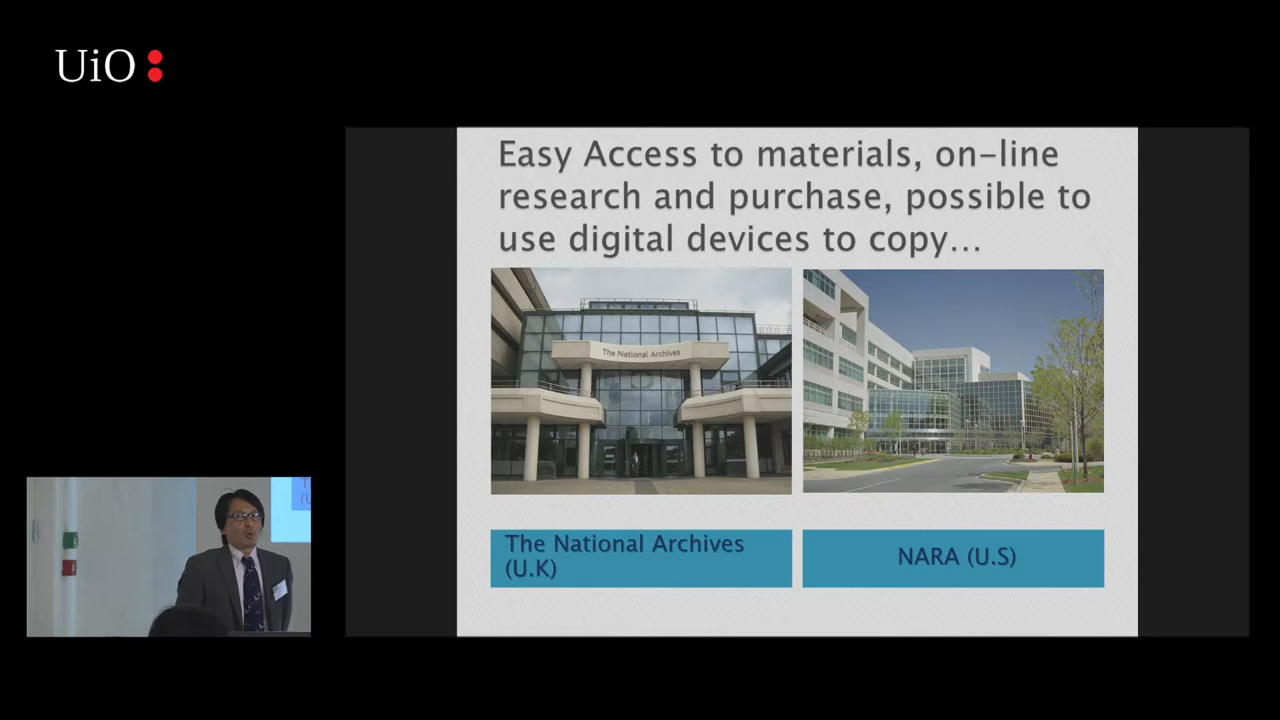 UiO:
Easy Access to materials, on-line
research and purchase, possible to
use digital devices to copy...
The National Archives
The National Archives
(U.K)
NARA (U.S)